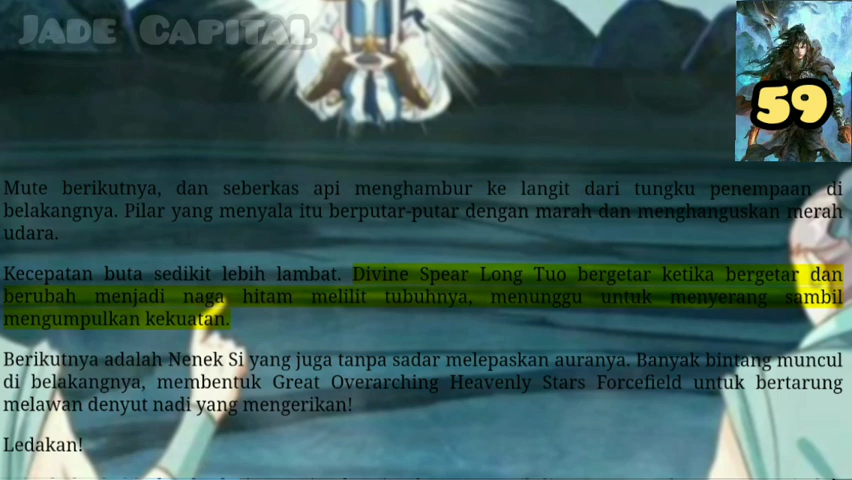 JADE CAPITAL
59
Mute berikutnya, dan seberkas api menghambur ke langit dari tungku penempaan di
belakangnya. Pilar yang menyala itu berputar-putar dengan marah dan menghanguskan merah
udara.
Kecepatan buta sedikit lebih lambat. Divine Spear Long Tuo bergetar ketika bergetar dan
berubah menjadi naga hitam melilit tubuhnya, menunggu untuk menyerang sambil
mengumpulkan kekuatan.
Berikutnya adalah Nenek Si yang juga tanpa sadar melepaskan auranya. Banyak bintang muncul
di belakangnya, membentuk Great Overarching Heavenly Stars Forcefield untuk bertarung
melawan denyut nadi yang mengerikan!
Ledakan!